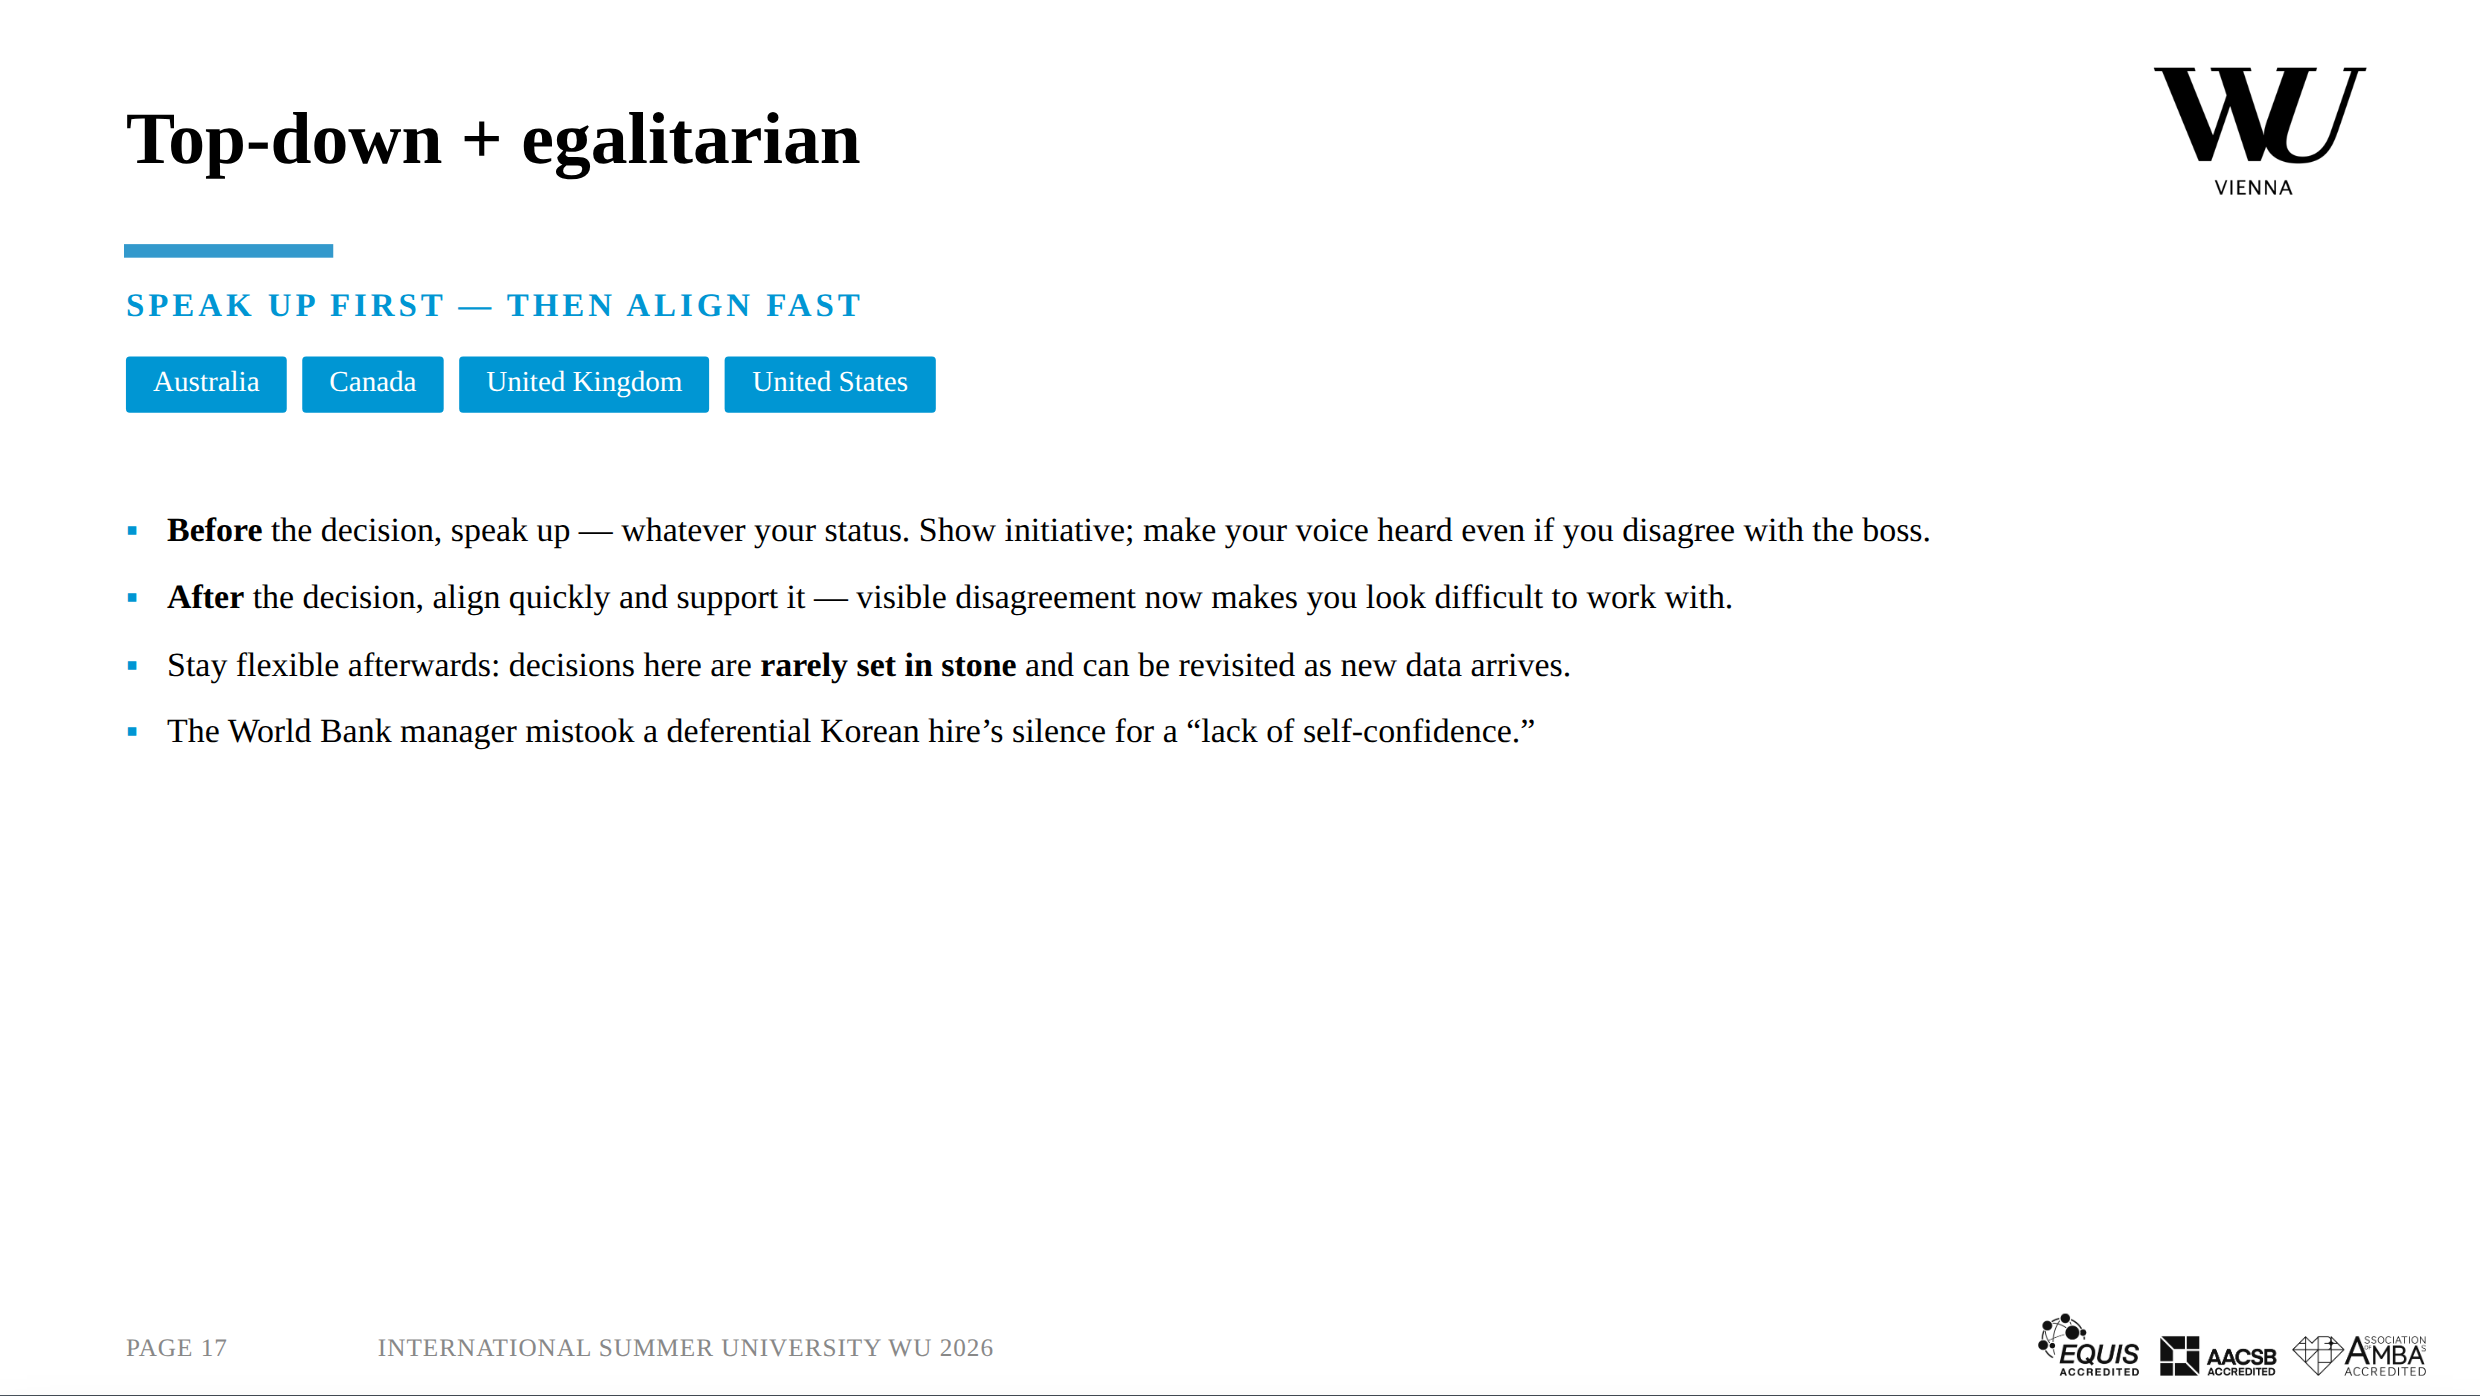 Top-down + egalitarian
WU
VIENNA
SPEAK UP FIRST — THEN ALIGN FAST
Australia Canada United Kingdom United States
▪ Before the decision, speak up — whatever your status. Show initiative; make your voice heard even if you disagree with the boss.
▪ After the decision, align quickly and support it — visible disagreement now makes you look difficult to work with.
▪ Stay flexible afterwards: decisions here are rarely set in stone and can be revisited as new data arrives.
▪ The World Bank manager mistook a deferential Korean hire’s silence for a “lack of self-confidence.”
PAGE 17 INTERNATIONAL SUMMER UNIVERSITY WU 2026
EQUIS
ACCREDITED
AACSB
ACCREDITED
ASSOCIATION
OF
AMBAS
ACCREDITED